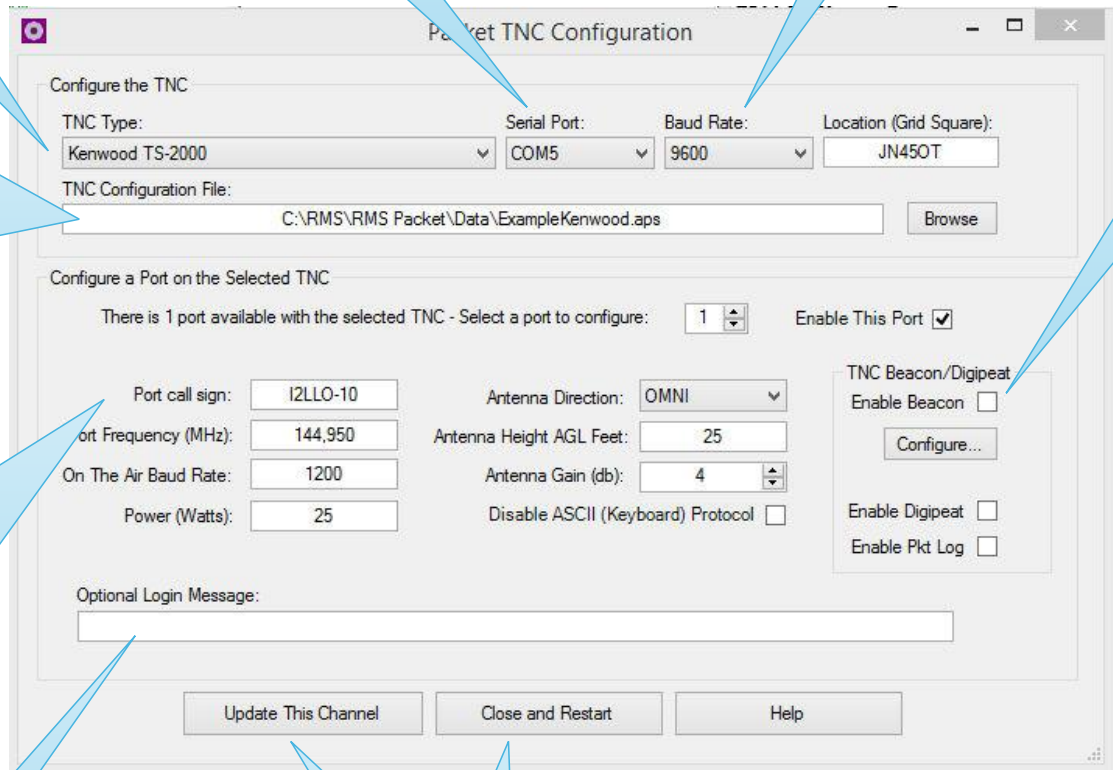 Packet TNC Configuration
Configure the TNC
TNC Type: Serial Port: Baud Rate: Location (Grid Square):
Kenwood TS-2000 COM5 9600 JN45OT
TNC Configuration File:
C:\RMS\RMS Packet\Data\ExampleKenwood.aps Browse
Configure a Port on the Selected TNC
There is 1 port available with the selected TNC - Select a port to configure: 1 Enable This Port
TNC Beacon/Digipeat
Port call sign: I2LLO-10 Antenna Direction: OMNI Enable Beacon
Port Frequency (MHz): 144,950 Antenna Height AGL Feet: 25 Configure...
On The Air Baud Rate: 1200 Antenna Gain (db): 4
Power (Watts): 25 Disable ASCII (Keyboard) Protocol Enable Digipeat
Enable Pkt Log
Optional Login Message:
Update This Channel Close and Restart Help